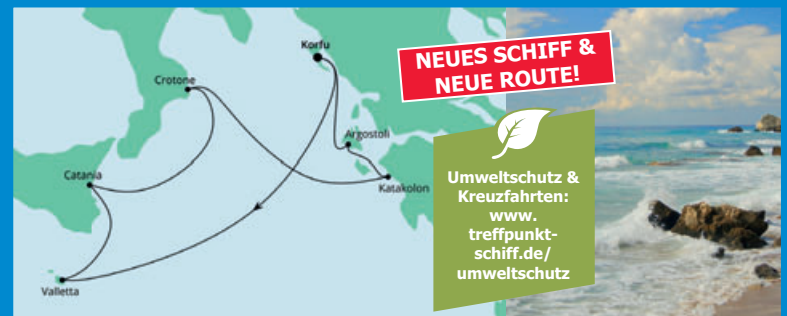 Korfu
Crotone
Argostoli
Catania
Katakolon
Valletta
NEUES SCHIFF &
NEUE ROUTE!
Umweltschutz &
Kreuzfahrten:
www.
treffpunkt-
schiff.de/
umweltschutz